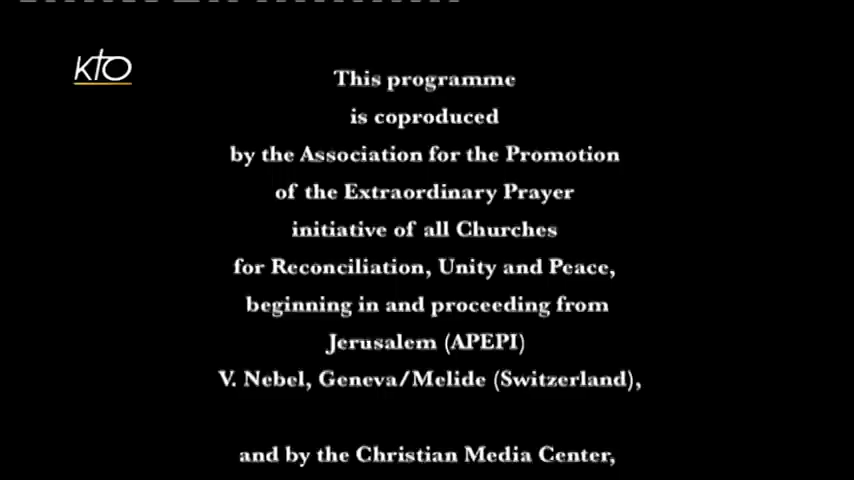 KTO
This programme
is coproduced
by the Association for the Promotion
of the Extraordinary Prayer
initiative of all Churches
for Reconciliation, Unity and Peace,
beginning in and proceeding from
Jerusalem (APEPI)
V. Nebel, Geneva/Melide (Switzerland),
and by the Christian Media Center,